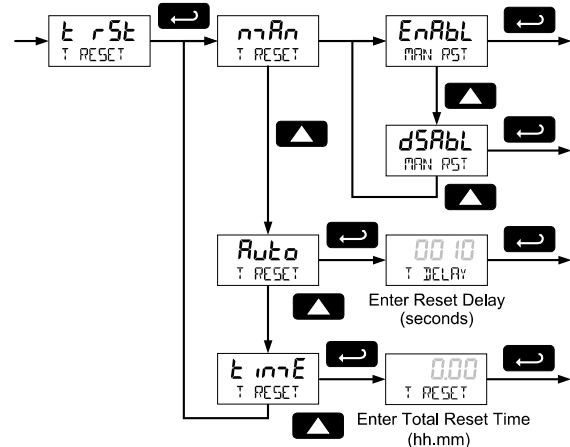 t rSt
T RESET
mAn
T RESET
EnAbL
MAN RST
dSAbL
MAN RST
Auto
T RESET
0010
T DELAY
Enter Reset Delay
(seconds)
t imE
T RESET
0.00
T RESET
Enter Total Reset Time
(hh.mm)